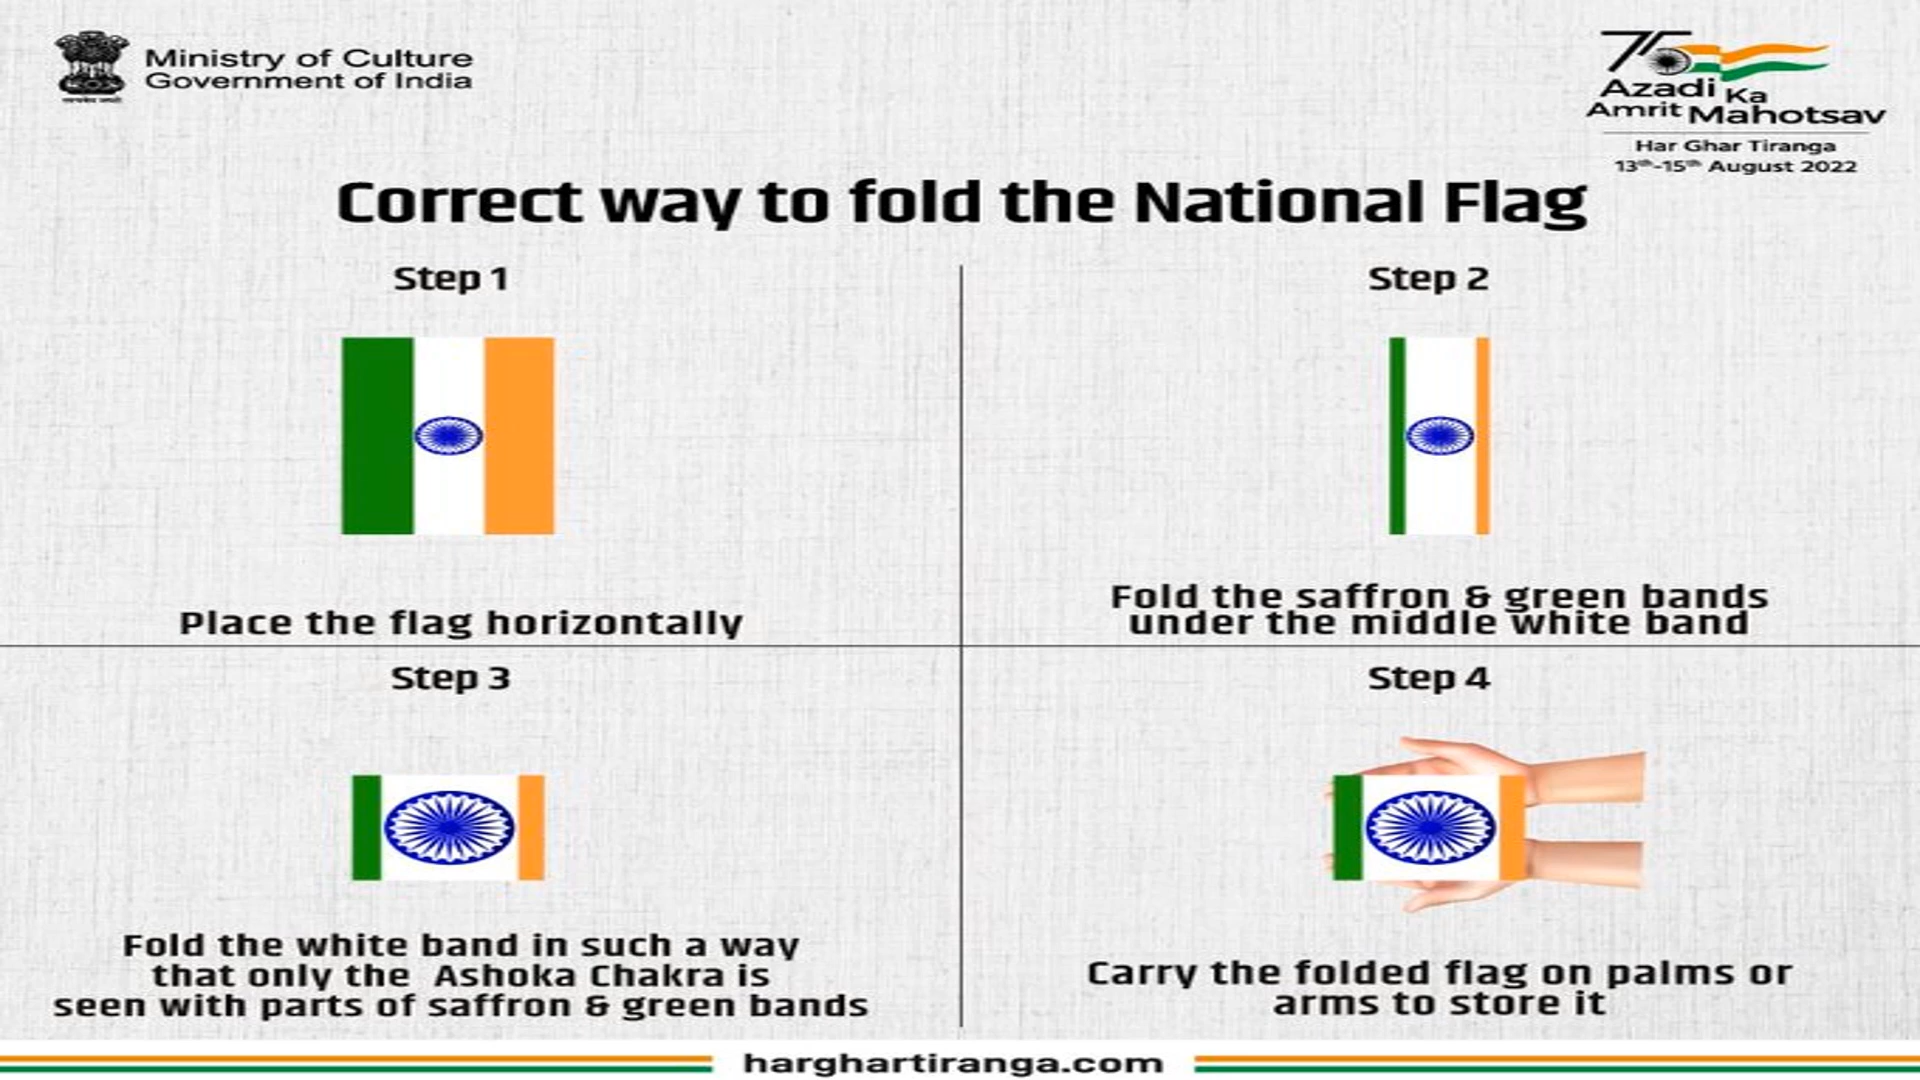 Ministry of Culture
Government of India
75
Azadi Ka
Amrit Mahotsav
Har Ghar Tiranga
13th-15th August 2022
Correct way to fold the National Flag
Step 1
Place the flag horizontally
Step 2
Fold the saffron & green bands
under the middle white band
Step 3
Fold the white band in such a way
that only the Ashoka Chakra is
seen with parts of saffron & green bands
Step 4
Carry the folded flag on palms or
arms to store it
harghartiranga.com